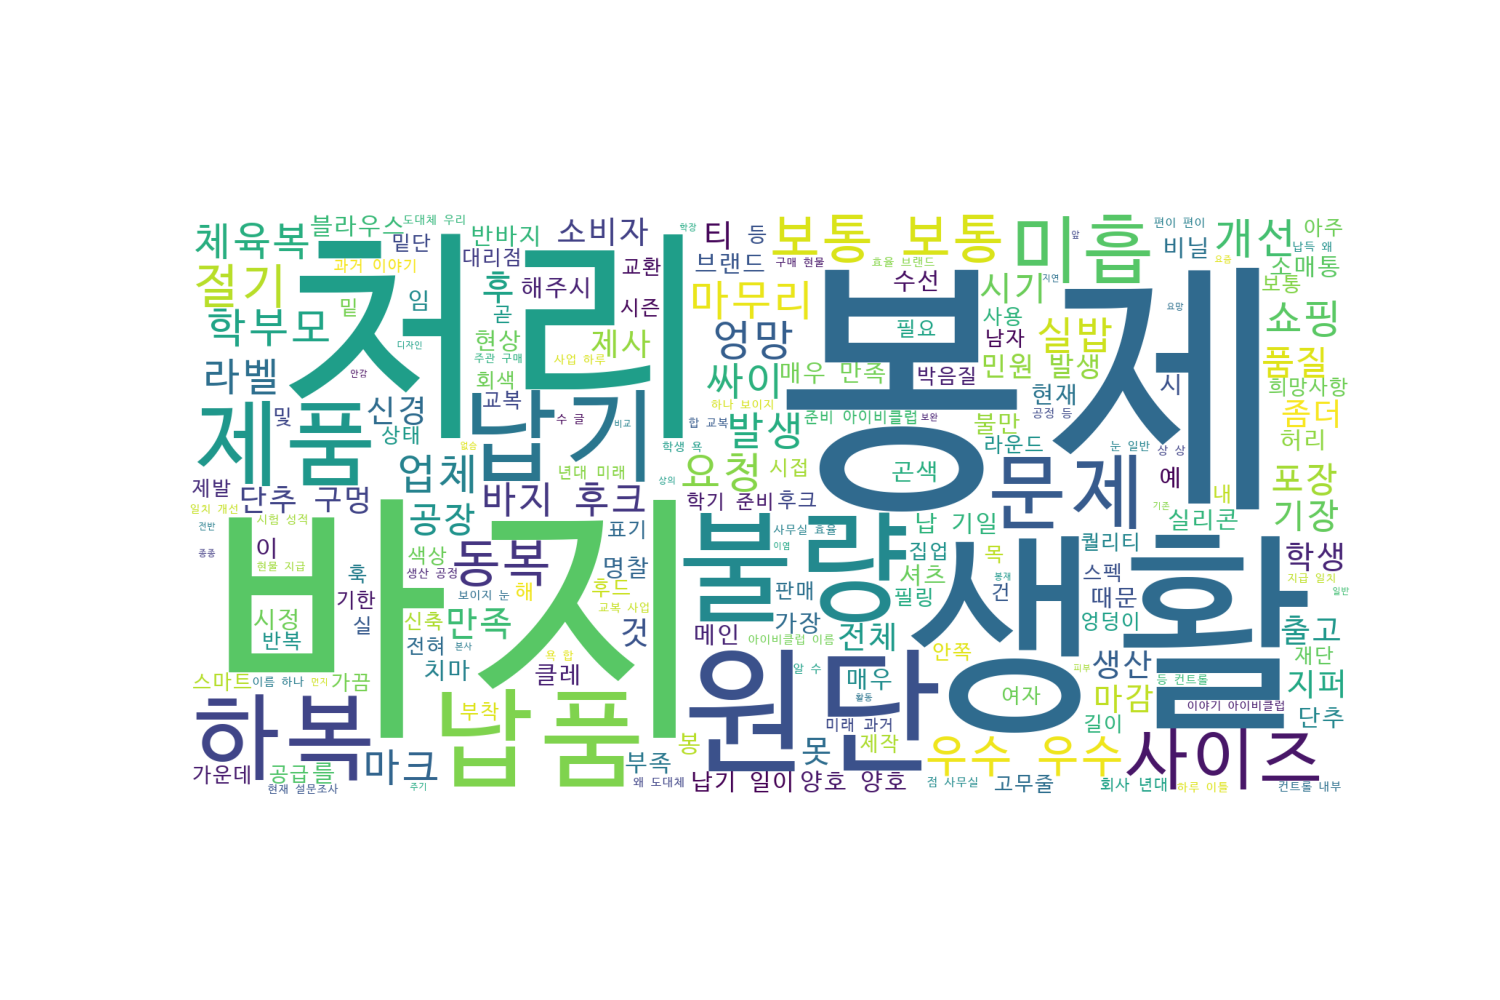 처리
봉제
바지
생활
납기
제품
불량
원단
하복
납품
문제
사이즈
미흡
보통 보통
우수 우수
동복
체육복
블라우스
도대체 우리
밑단
반바지
소비자
티
등
학장
편이 편이
아주
개선
비닐
납득 왜
요즘
소매통
보통
앞
절기
과거 이야기
대리점
후
해주시
교환
브랜드
구매 현물
효율 브랜드
수선
시기
지연
쇼핑
밑
임
곧
시즌
마무리
사용
요망
학부모
현상
제사
엉망
필요
남자
실밥
디자인
주관 구매
사업 하루
품질
라벨
안감
회색
싸이
매우 만족
박음질
민원 발생
시
희망사항
및
신경
교복
수 글
비교
하나 보이지
현재
좀더
상태
합 교복
발생
준비 아이비클럽
보완
불만
공정 등
허리
없슴
학생 욕
라운드
눈 일반
상 상
업체
년대 미래
요청
시접
곤색
예
포장
제발
단추 구멍
바지 후크
상의
학기 준비
후크
내
기존
일치 개선
시험 성적
공장
표기
사무실 효율
납 기일
실리콘
기장
전반
종종
이
현물 지급
색상
생산 공정
이염
집업
목
퀄리티
학생
훅
명찰
셔츠
봉재
스펙
지급 일치
기한
보이지 눈
해
후드
판매
필링
건
때문
일반
시정
실
신축
만족
교복 사업
것
가장
엉덩이
출고
반복
전혀
본사
욕 합
메인
아이비클럽 이름
전체
안쪽
재단
스마트
이름 하나
가끔
치마
클레
알 수
매우
피부
생산
등 컨트롤
지퍼
부착
활동
여자
마감
이야기 아이비클럽
미래 과거
길이
단추
봉
못
제작
가운데
공급률
마크
부족
현재 설문조사
주기
왜 도대체
납기 일이
양호 양호
점 사무실
고무줄
회사 년대
하루 이틀
컨트롤 내부